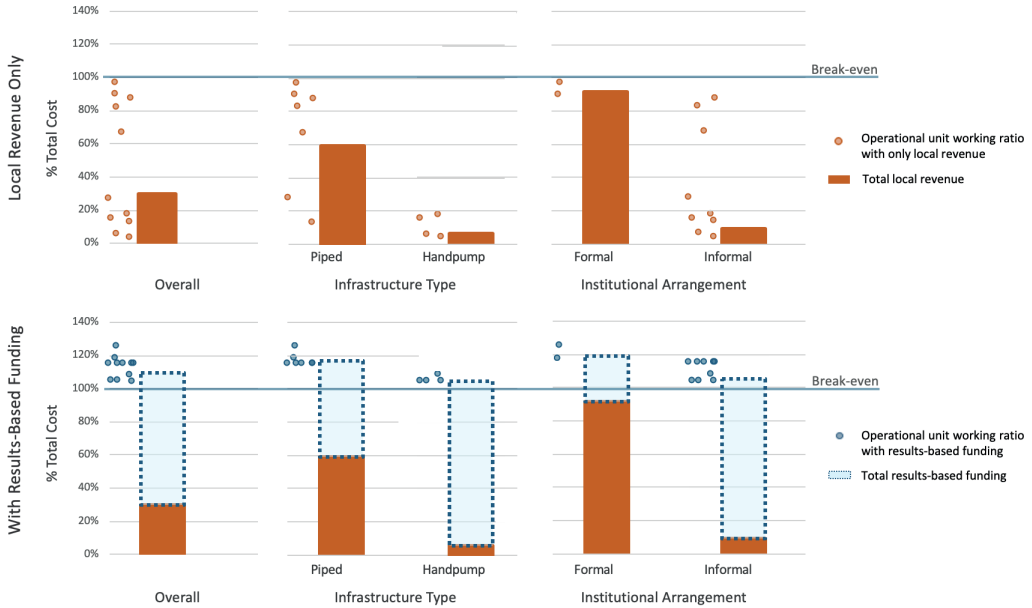 Local Revenue Only
% Total Cost
140%
120%
100%
80%
60%
40%
20%
0%
Break-even
Piped
Handpump
Formal
Informal
Overall
Infrastructure Type
Institutional Arrangement
Operational unit working ratio
with only local revenue
Total local revenue
With Results-Based Funding
% Total Cost
140%
120%
100%
80%
60%
40%
20%
0%
Break-even
Piped
Handpump
Formal
Informal
Overall
Infrastructure Type
Institutional Arrangement
Operational unit working ratio
with results-based funding
Total results-based funding